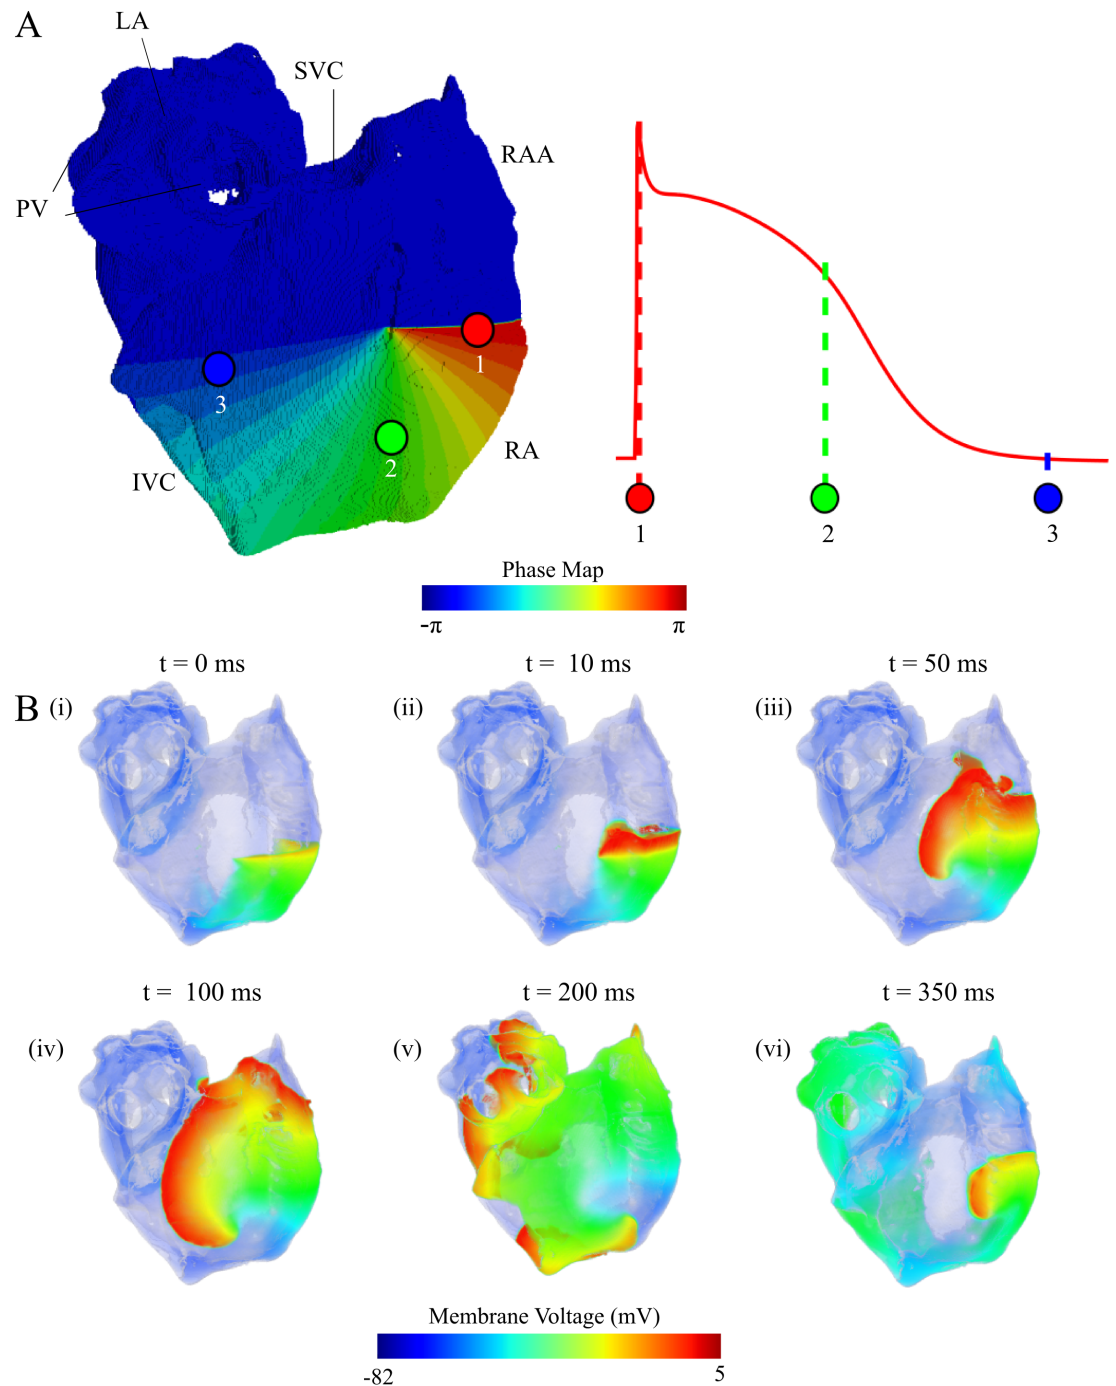 A
LA
SVC
RAA
PV
1
3
2
RA
IVC
1
2
3
Phase Map
-π
π
t = 0 ms
t = 10 ms
t = 50 ms
B (i)
(ii)
(iii)
t = 100 ms
t = 200 ms
t = 350 ms
(iv)
(v)
(vi)
Membrane Voltage (mV)
-82
5